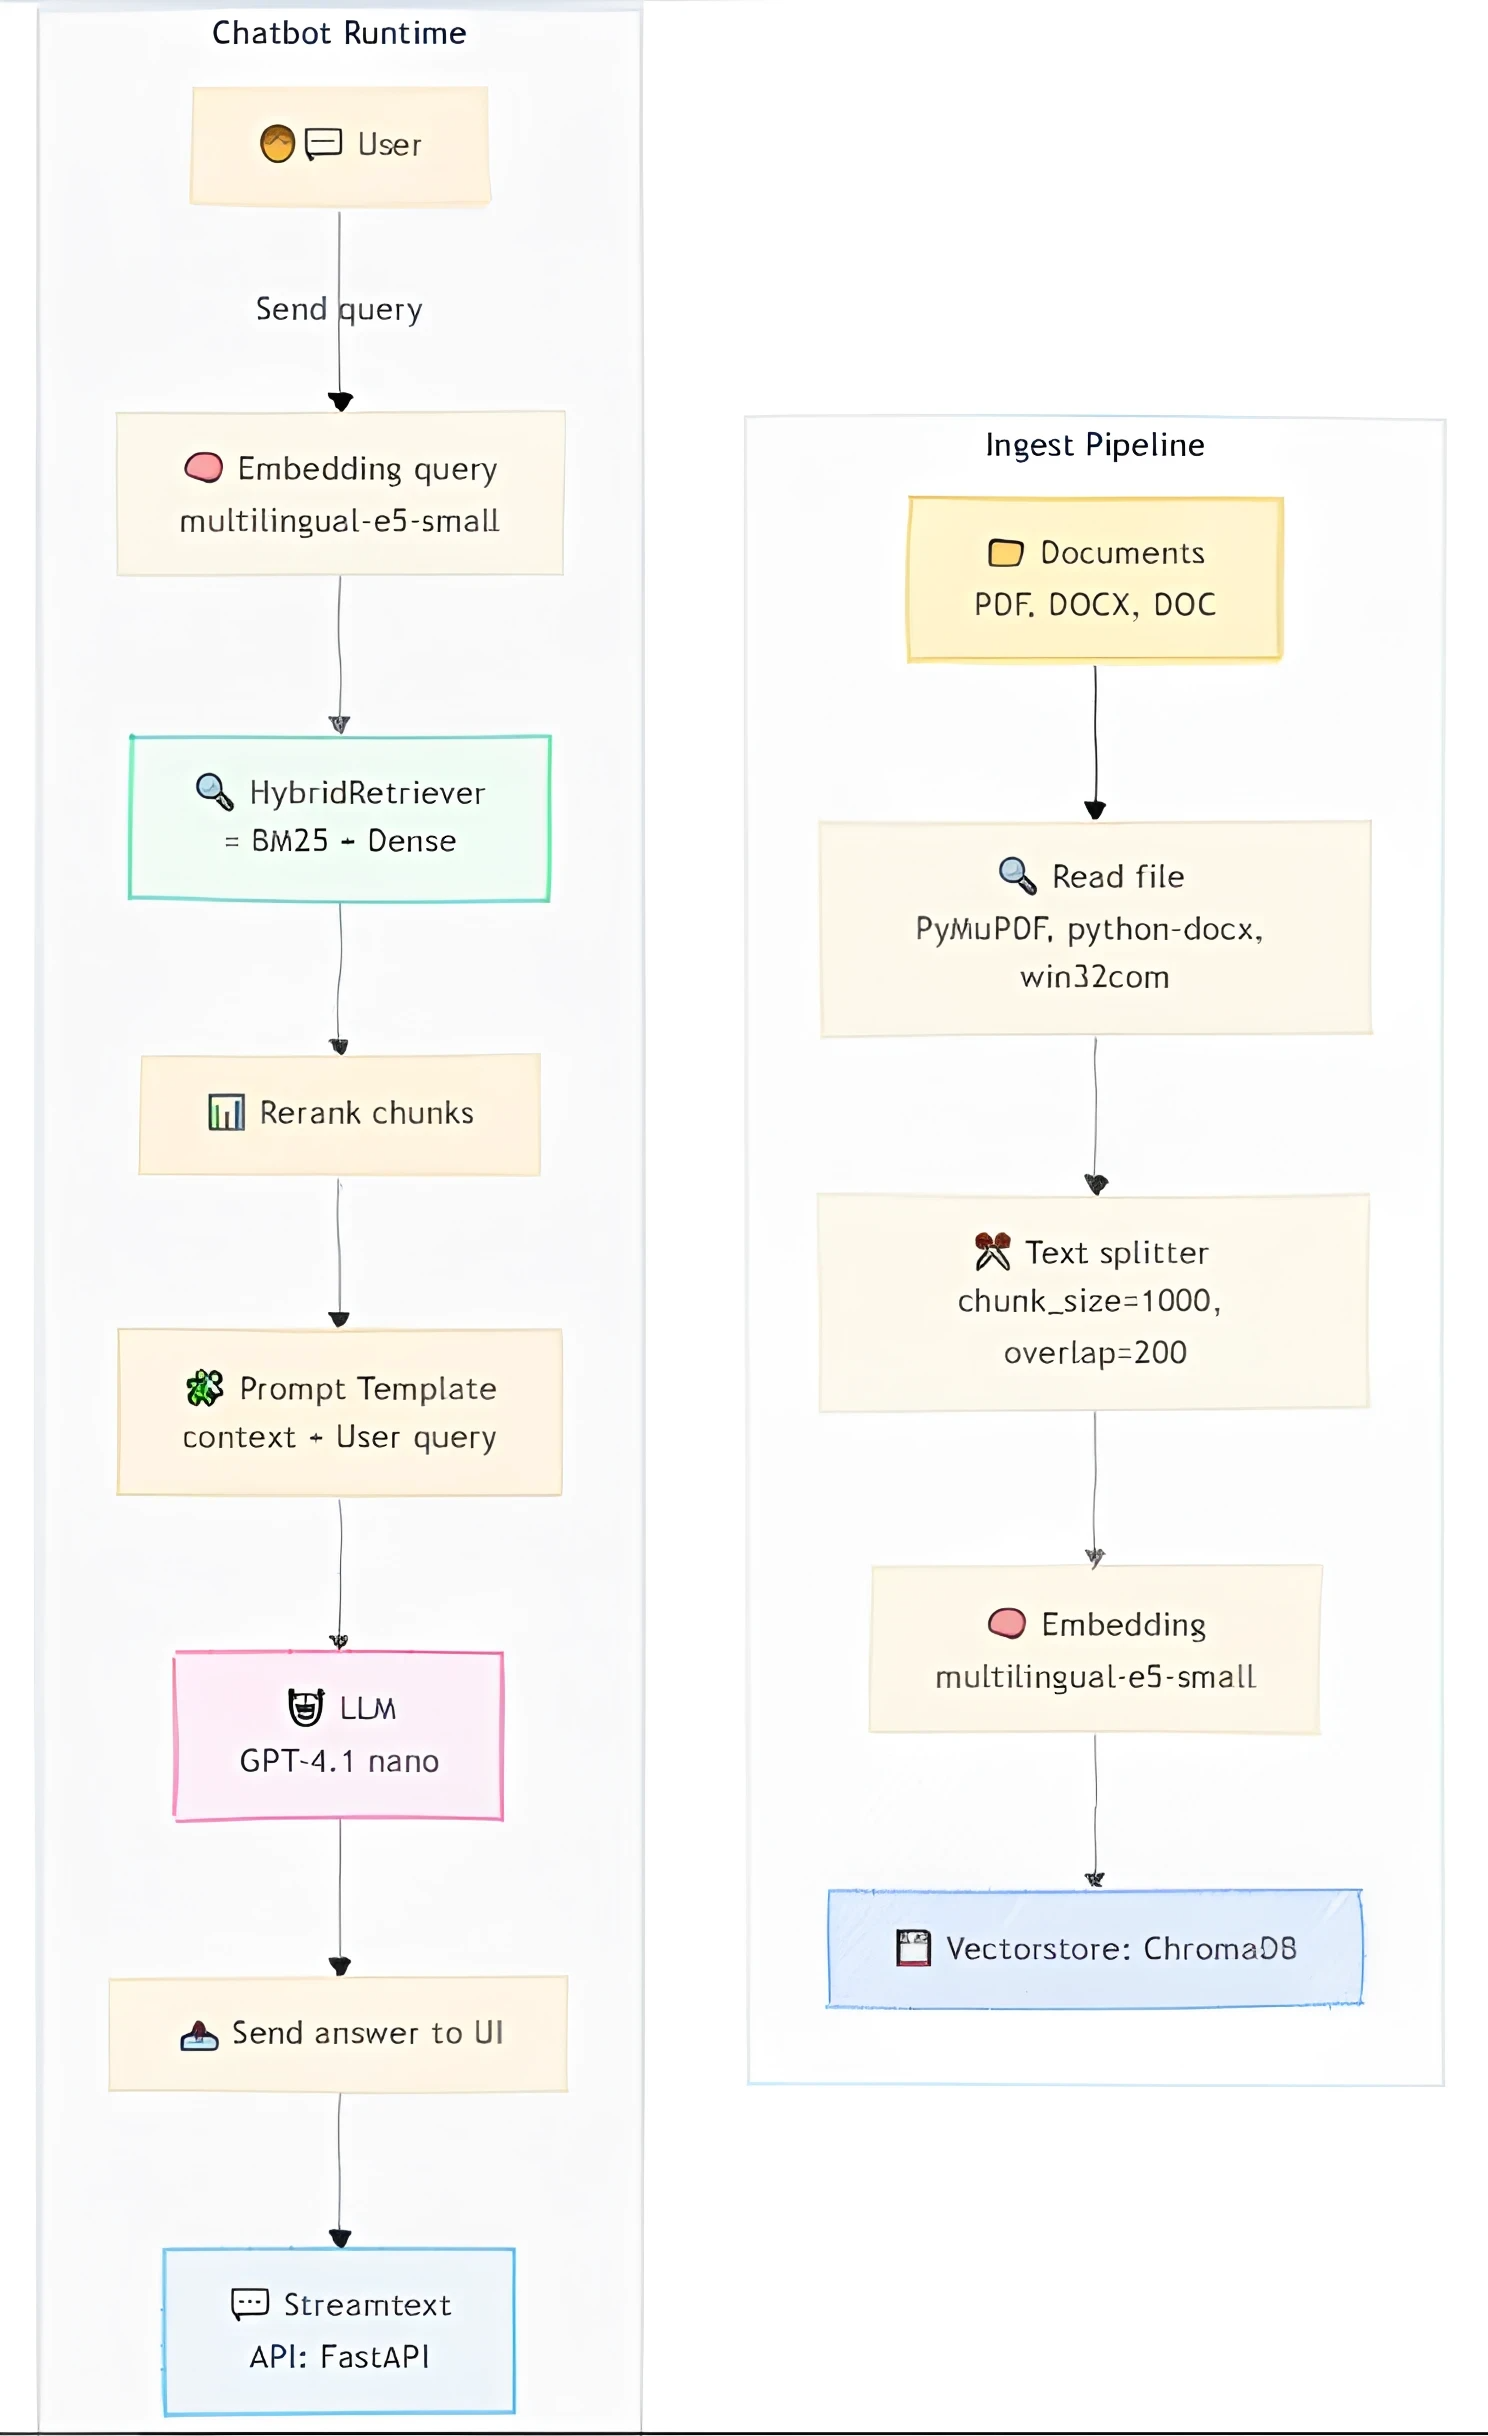 Chatbot Runtime
User
Send query
Embedding query
multilingual-e5-small
HybridRetriever
= BM25 + Dense
Rerank chunks
Prompt Template
context + User query
LLM
GPT-4.1 nano
Send answer to UI
Streamtext
API: FastAPI
Ingest Pipeline
Documents
PDF, DOCX, DOC
Read file
PyMuPDF, python-docx,
win32com
Text splitter
chunk_size=1000,
overlap=200
Embedding
multilingual-e5-small
Vectorstore: ChromaDB